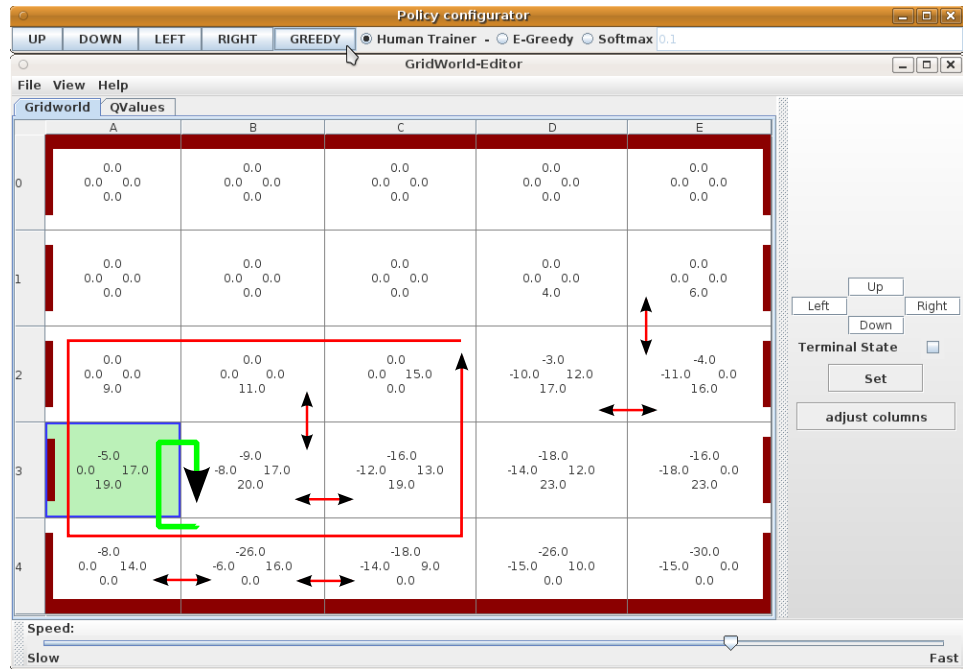 Policy configurator
UP DOWN LEFT RIGHT GREEDY Human Trainer - E-Greedy Softmax 0.1
GridWorld-Editor
File View Help
Gridworld QValues
A B C D E
0.0 0.0 0.0 0.0 0.0
0 0.0 0.0 0.0 0.0 0.0 0.0 0.0 0.0 0.0 0.0
0.0 0.0 0.0 0.0 0.0
0.0 0.0 0.0 0.0 0.0
1 0.0 0.0 0.0 0.0 0.0 0.0 0.0 0.0 0.0 0.0
0.0 0.0 0.0 4.0 6.0
0.0 0.0 0.0 -3.0 -4.0
2 0.0 0.0 0.0 0.0 0.0 15.0 -10.0 12.0 -11.0 0.0
9.0 11.0 0.0 17.0 16.0
-5.0 -9.0 -16.0 -18.0 -16.0
3 0.0 17.0 -8.0 17.0 -12.0 13.0 -14.0 12.0 -18.0 0.0
19.0 20.0 19.0 23.0 23.0
-8.0 -26.0 -18.0 -26.0 -30.0
4 0.0 14.0 -6.0 16.0 -14.0 9.0 -15.0 10.0 -15.0 0.0
0.0 0.0 0.0 0.0 0.0
Up
Left Right
Down
Terminal State
Set
adjust columns
Speed:
Slow Fast